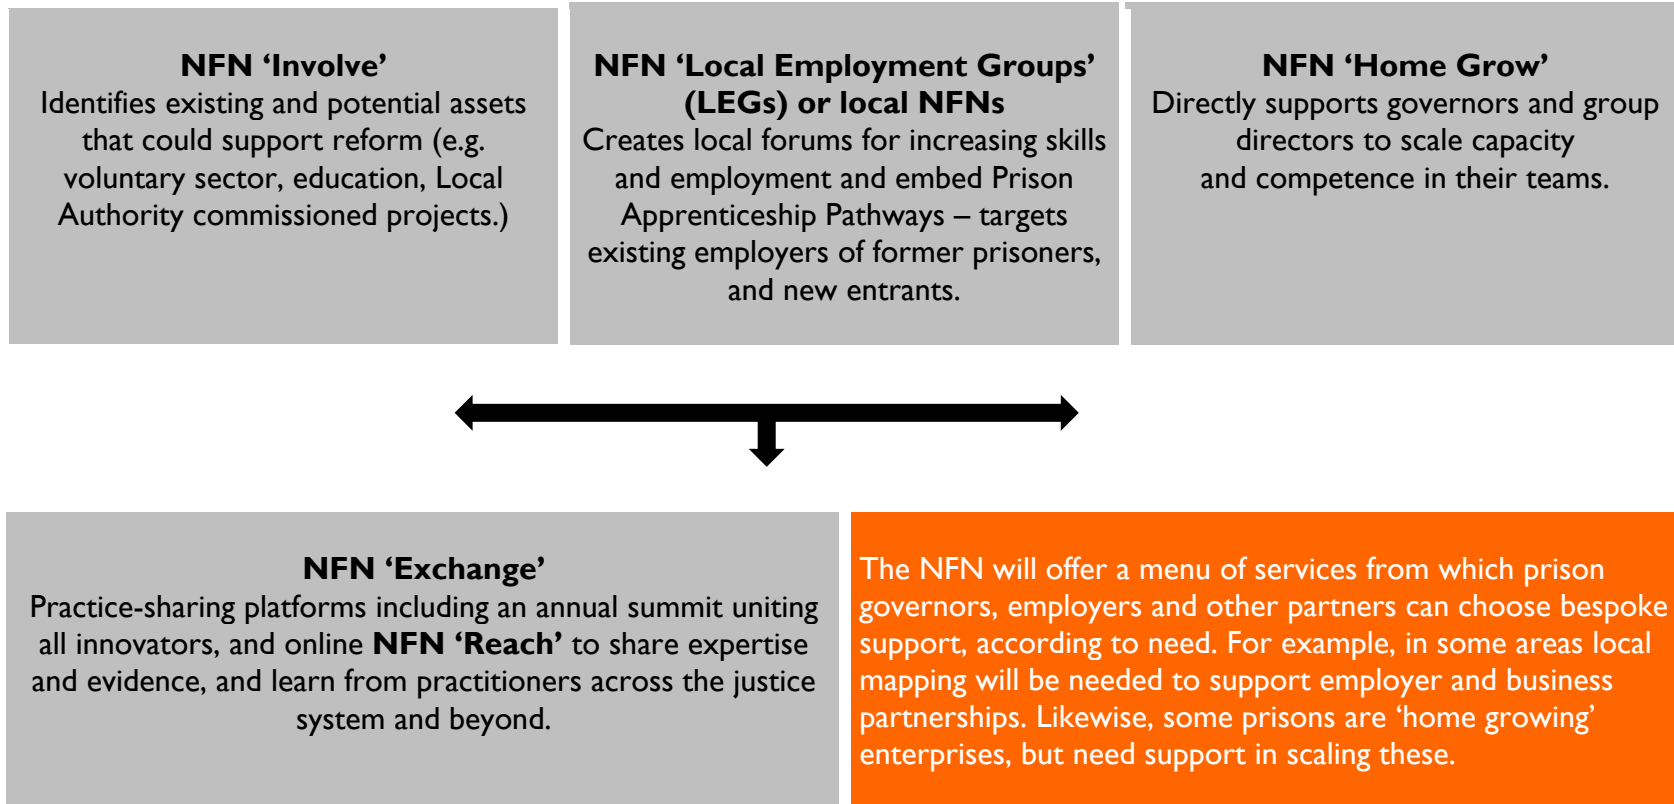 NFN ‘Involve’
Identifies existing and potential assets
that could support reform (e.g.
voluntary sector, education, Local
Authority commissioned projects.)
NFN ‘Local Employment Groups’
(LEGs) or local NFNs
Creates local forums for increasing skills
and employment and embed Prison
Apprenticeship Pathways – targets
existing employers of former prisoners,
and new entrants.
NFN ‘Home Grow’
Directly supports governors and group
directors to scale capacity
and competence in their teams.
NFN ‘Exchange’
Practice-sharing platforms including an annual summit uniting
all innovators, and online NFN ‘Reach’ to share expertise
and evidence, and learn from practitioners across the justice
system and beyond.
The NFN will offer a menu of services from which prison
governors, employers and other partners can choose bespoke
support, according to need. For example, in some areas local
mapping will be needed to support employer and business
partnerships. Likewise, some prisons are ‘home growing’
enterprises, but need support in scaling these.